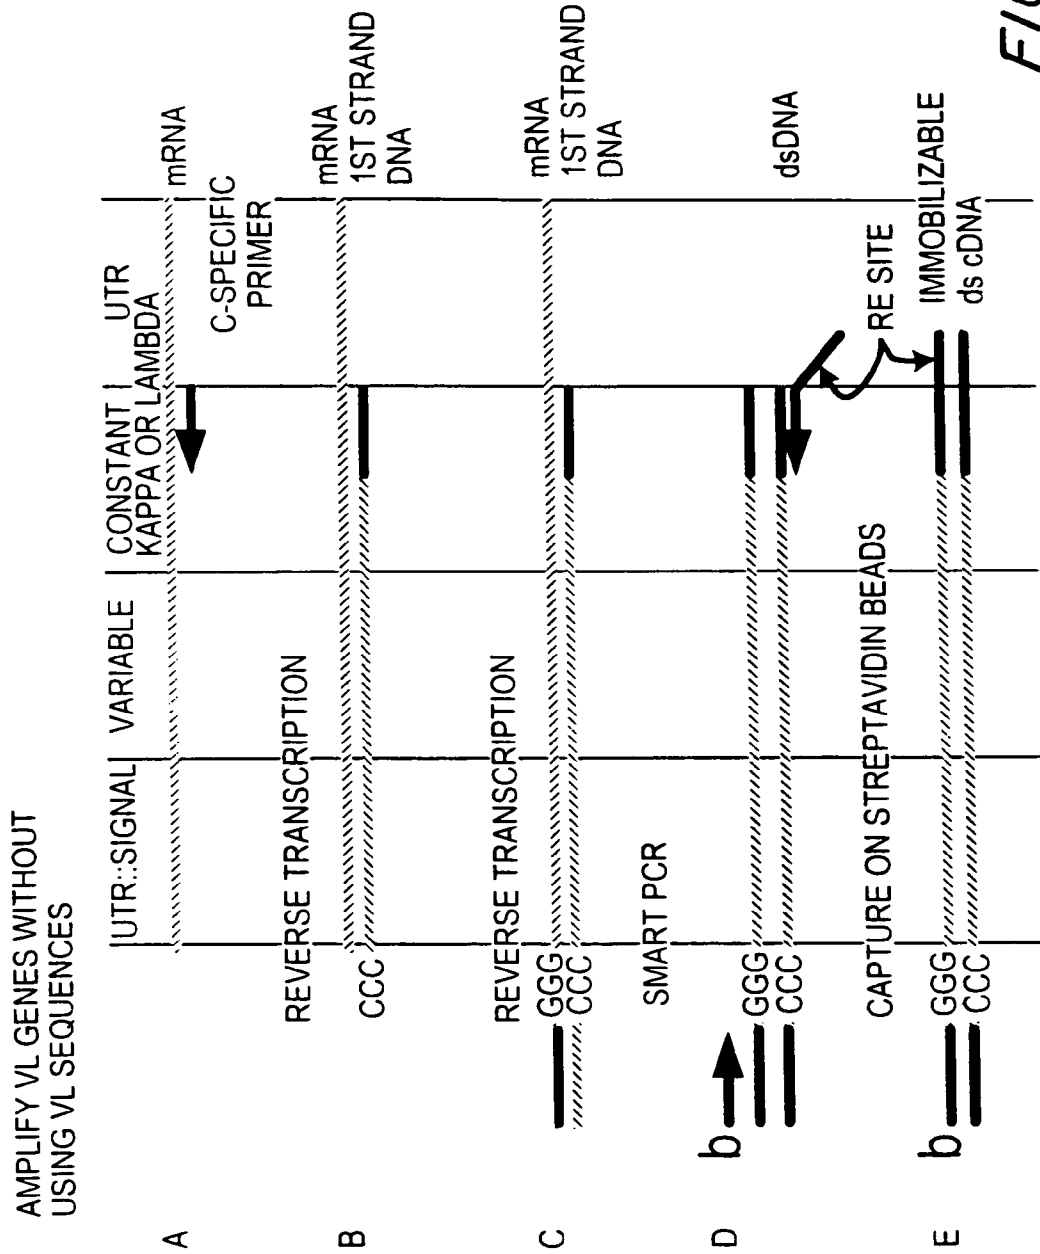 AMPLIFY VL GENES WITHOUT
USING VL SEQUENCES
UTR::SIGNAL
VARIABLE
CONSTANT
KAPPA OR LAMBDA
UTR
A
mRNA
C-SPECIFIC
PRIMER
REVERSE TRANSCRIPTION
B
CCC
mRNA
1ST STRAND
DNA
REVERSE TRANSCRIPTION
C
GGG
CCC
mRNA
1ST STRAND
DNA
SMART PCR
D
b
GGG
CCC
dsDNA
RE SITE
CAPTURE ON STREPTAVIDIN BEADS
E
b
GGG
CCC
IMMOBILIZABLE
ds cDNA